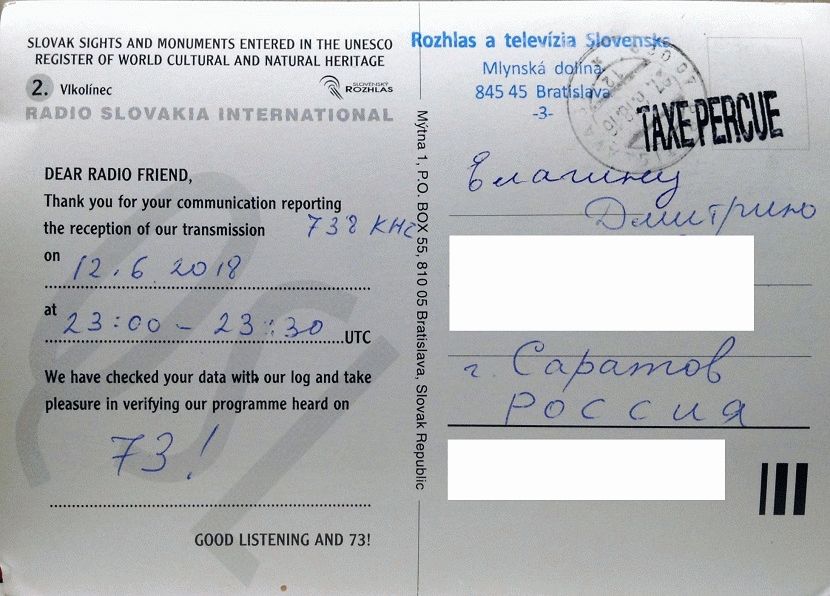 SLOVAK SIGHTS AND MONUMENTS ENTERED IN THE UNESCO
REGISTER OF WORLD CULTURAL AND NATURAL HERITAGE
2. Vlkolínec
SLOVENSKÝ
ROZHLAS
RADIO SLOVAKIA INTERNATIONAL
DEAR RADIO FRIEND,
Thank you for your communication reporting
the reception of our transmission 738 KHz
on 12.6 2018
at 23:00 - 23:30 UTC
We have checked your data with our log and take
pleasure in verifying our programme heard on
73!
GOOD LISTENING AND 73!
Mýtna 1, P.O. BOX 55, 810 05 Bratislava, Slovak Republic
Rozhlas a televízia Slovenska
Mlynská dolina
845 45 Bratislava
-3-
TAXE PERCUE
Елагину
Дмитрию
г. Саратов
РОССИЯ